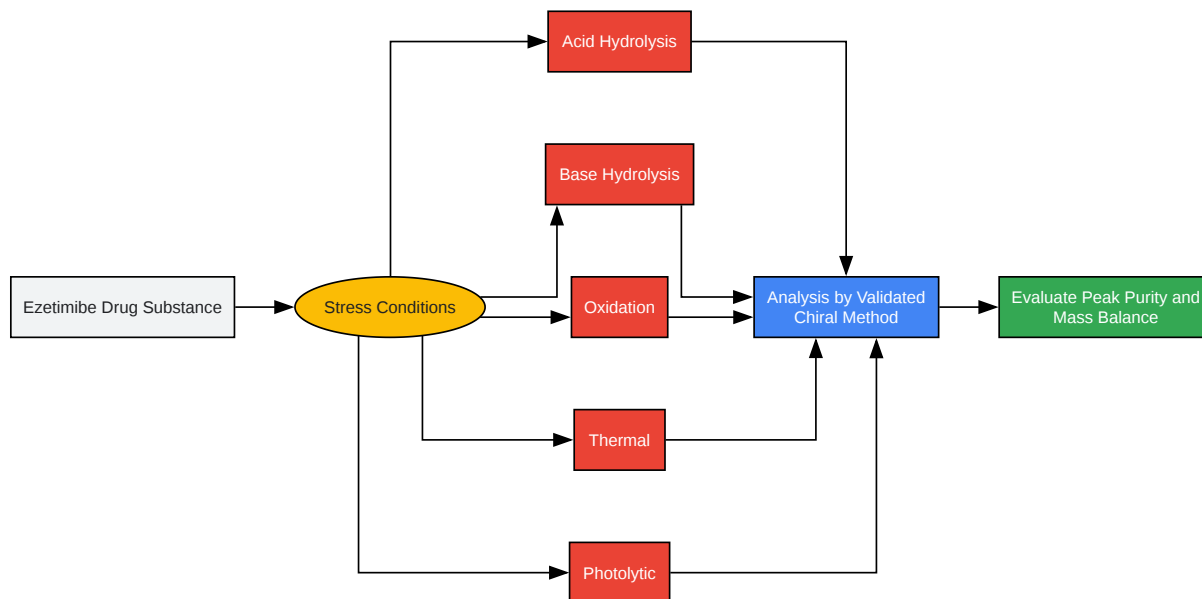 Acid Hydrolysis
Base Hydrolysis
Ezetimibe Drug Substance
Stress Conditions
Oxidation
Analysis by Validated
Chiral Method
Evaluate Peak Purity and
Mass Balance
Thermal
Photolytic